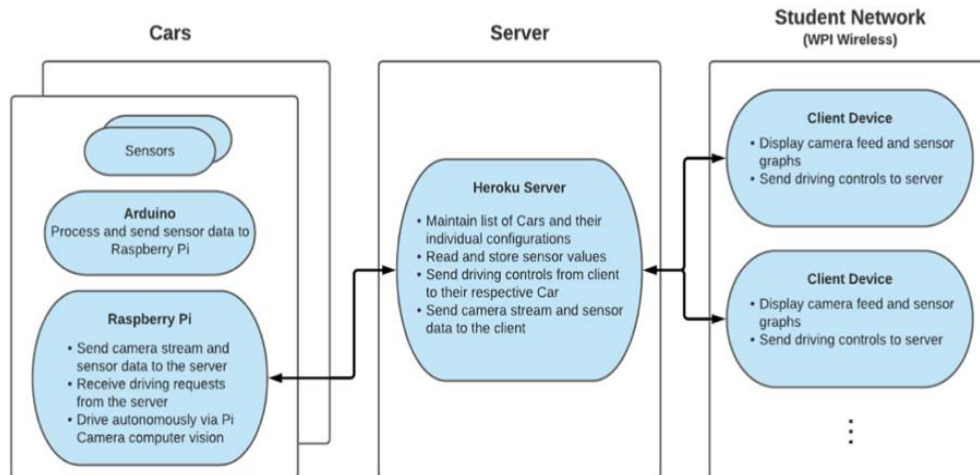 Cars
Sensors
Arduino
Process and send sensor data to
Raspberry Pi
Raspberry Pi
• Send camera stream and
sensor data to the server
• Receive driving requests
from the server
• Drive autonomously via Pi
Camera computer vision
Server
Heroku Server
• Maintain list of Cars and their
individual configurations
• Read and store sensor values
• Send driving controls from client
to their respective Car
• Send camera stream and sensor
data to the client
Student Network
(WPI Wireless)
Client Device
• Display camera feed and sensor
graphs
• Send driving controls to server
Client Device
• Display camera feed and sensor
graphs
• Send driving controls to server